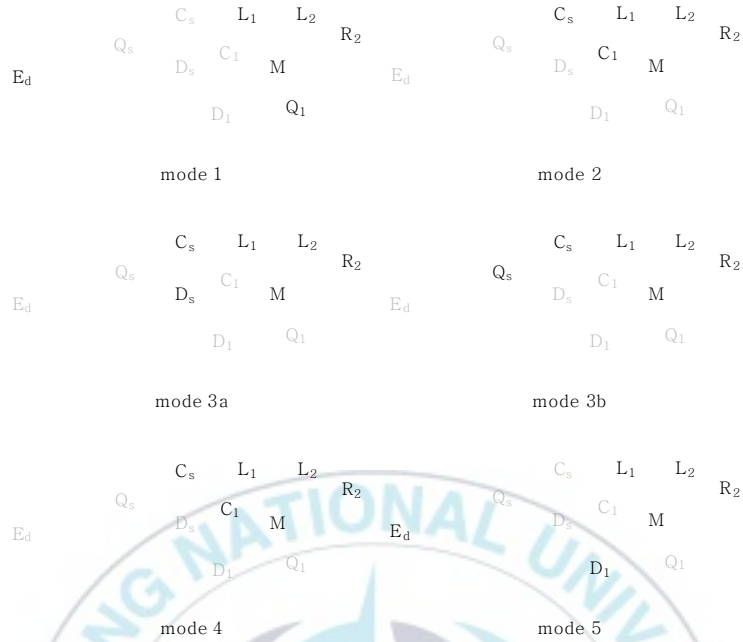 Cs L1 L2
R2
Qs C1
Ds M
Ed
D1 Q1
mode 1
Cs L1 L2
R2
Qs C1
Ds M
Ed
D1 Q1
mode 2
Cs L1 L2
R2
Qs C1
Ds M
Ed
D1 Q1
mode 3a
Cs L1 L2
R2
Qs C1
Ds M
Ed
D1 Q1
mode 3b
Cs L1 L2
R2
Qs C1
Ds M
Ed
D1 Q1
mode 4
Cs L1 L2
R2
Qs C1
Ds M
Ed
D1 Q1
mode 5
NATIONAL